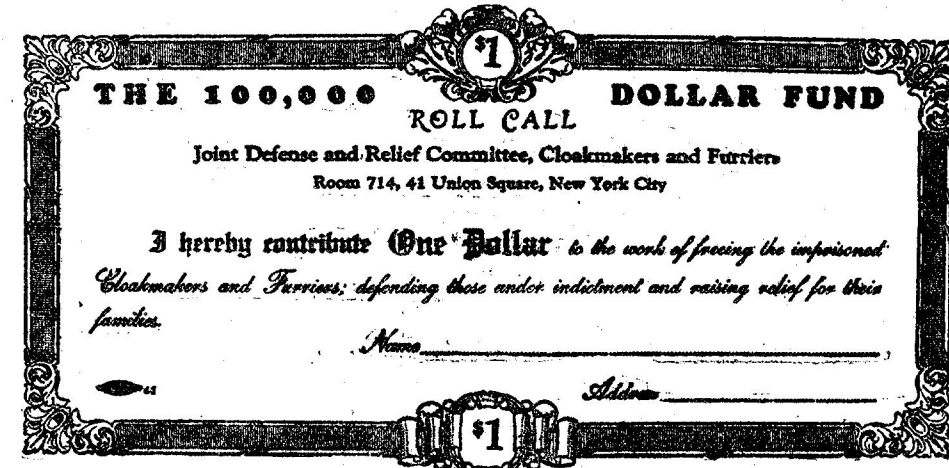 $1
THE 100,000 DOLLAR FUND
ROLL CALL
Joint Defense and Relief Committee, Cloakmakers and Furriers
Room 714, 41 Union Square, New York City
I hereby contribute One Dollar to the work of freeing the imprisoned
Cloakmakers and Furriers; defending those under indictment and raising relief for their
families.
Name
Address
$1